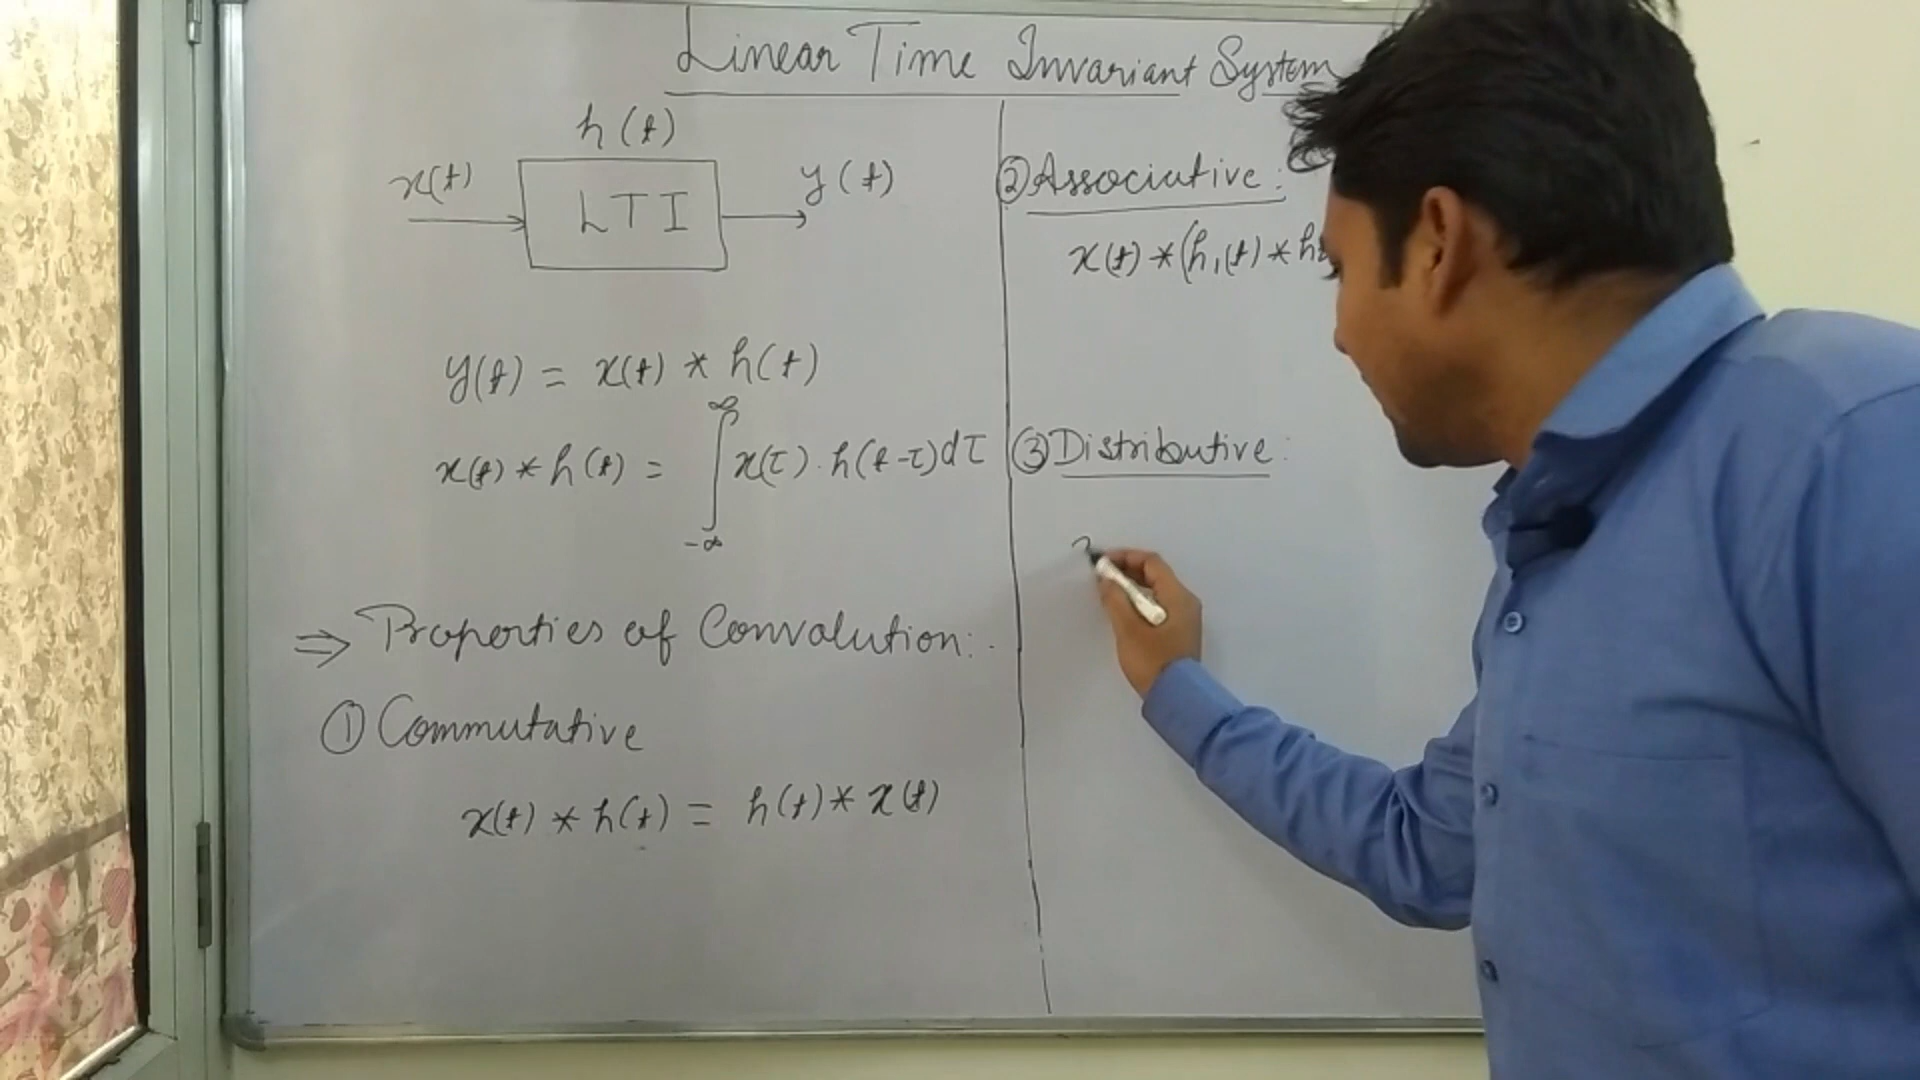 Linear Time Invariant System
h(t)
x(t)
LTI
y(t)
y(t) = x(t) * h(t)
x(t) * h(t) = ∫_{-∞}^{∞} x(τ) . h(t-τ)dτ
⇒ Properties of Convolution:-
① Commutative
x(t) * h(t) = h(t) * x(t)
② Associative:
x(t) * (h₁(t) * h
③ Distributive: